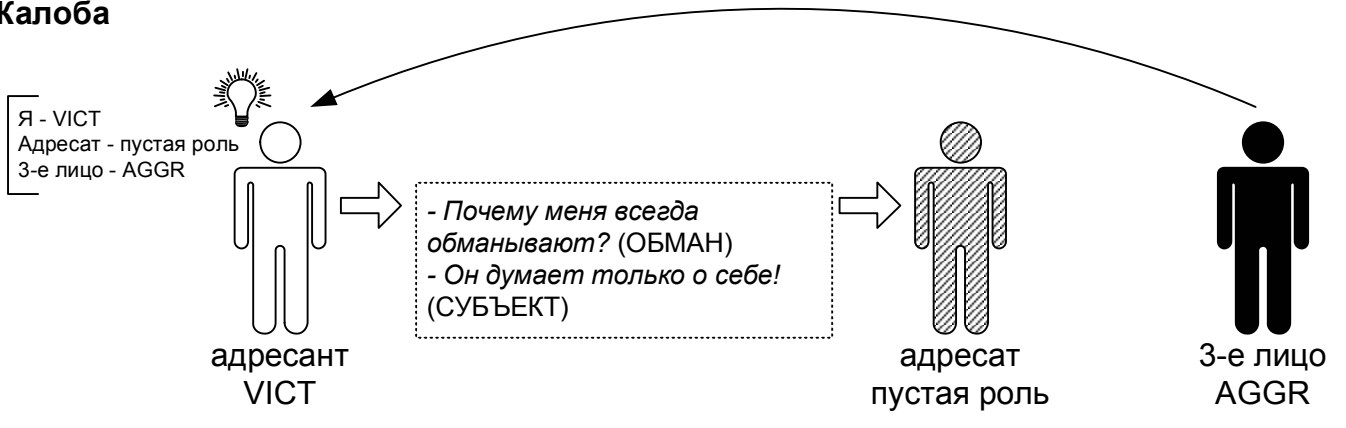 Жалоба
Я - VICT
Адресат - пустая роль
3-е лицо - AGGR
- Почему меня всегда
обманывают? (ОБМАН)
- Он думает только о себе!
(СУБЪЕКТ)
адресант
VICT
адресат
пустая роль
3-е лицо
AGGR